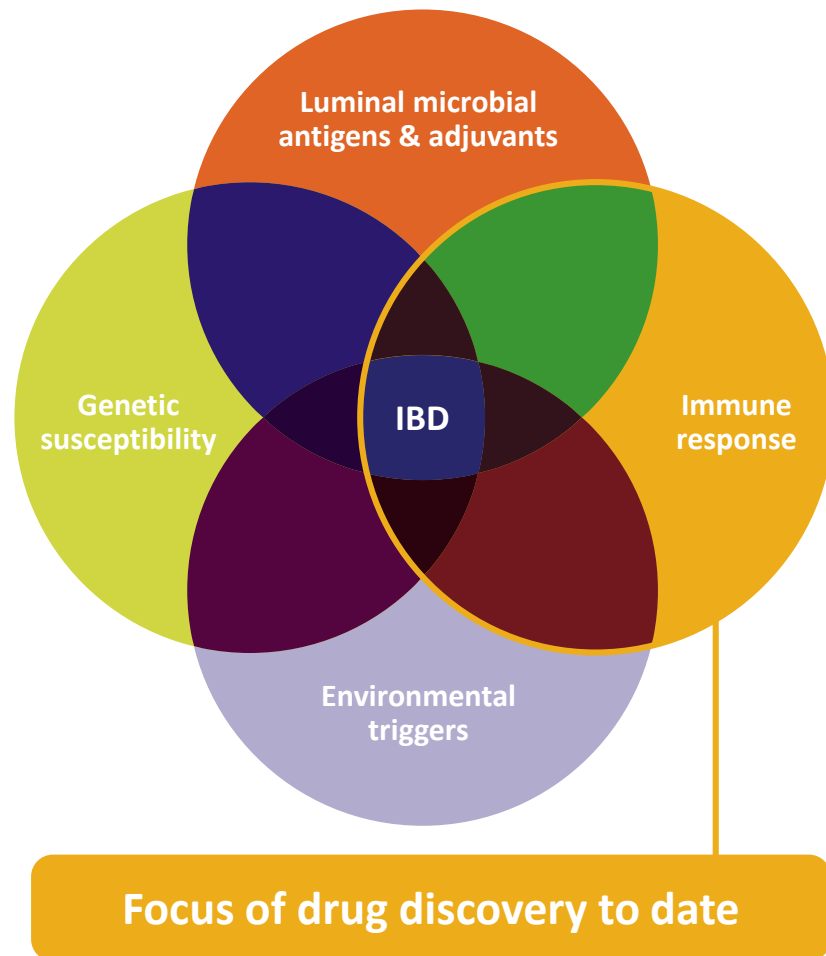 Luminal microbial
antigens & adjuvants
Genetic
susceptibility
IBD
Immune
response
Environmental
triggers
Focus of drug discovery to date